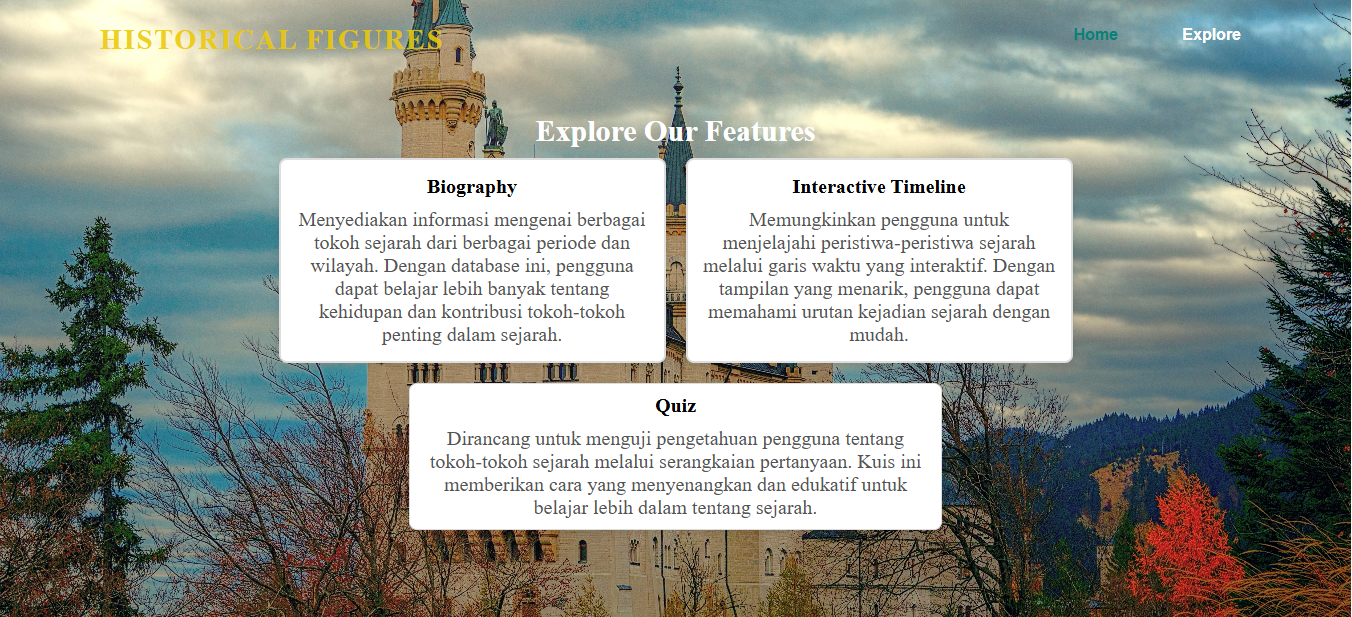 HISTORICAL FIGURES
Home
Explore
Explore Our Features
Biography
Menyediakan informasi mengenai berbagai
tokoh sejarah dari berbagai periode dan
wilayah. Dengan database ini, pengguna
dapat belajar lebih banyak tentang
kehidupan dan kontribusi tokoh-tokoh
penting dalam sejarah.
Interactive Timeline
Memungkinkan pengguna untuk
menjelajahi peristiwa-peristiwa sejarah
melalui garis waktu yang interaktif. Dengan
tampilan yang menarik, pengguna dapat
memahami urutan kejadian sejarah dengan
mudah.
Quiz
Dirancang untuk menguji pengetahuan pengguna tentang
tokoh-tokoh sejarah melalui serangkaian pertanyaan. Kuis ini
memberikan cara yang menyenangkan dan edukatif untuk
belajar lebih dalam tentang sejarah.